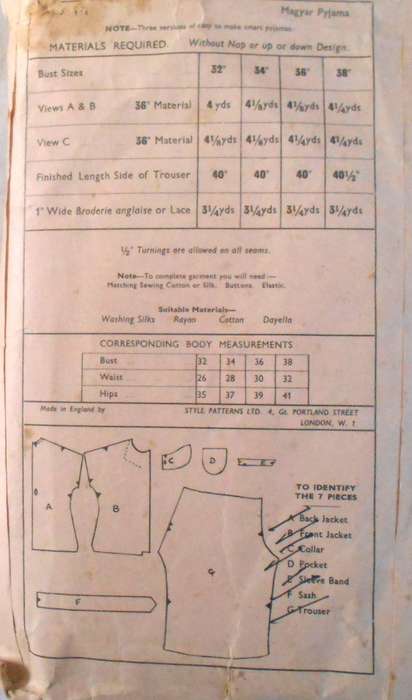 Magyar Pyjama
NOTE—Three versions of easy to make smart pyjamas
MATERIALS REQUIRED. Without Nap or up or down Design.
Bust Sizes 32" 34" 36" 38"
Views A & B 36" Material 4 yds 4⅛yds 4⅛yds 4¼yds
View C 36" Material 4⅛yds 4⅛yds 4¼yds 4¼yds
Finished Length Side of Trouser 40" 40" 40" 40½"
1" Wide Broderie anglaise or Lace 3¼yds 3¼yds 3¼yds 3¼yds
½" Turnings are allowed on all seams.
Note—To complete garment you will need :—
Matching Sewing Cotton or Silk. Buttons. Elastic.
Suitable Materials—
Washing Silks Rayon Cotton Dayella
CORRESPONDING BODY MEASUREMENTS
Bust 32 34 36 38
Waist 26 28 30 32
Hips 35 37 39 41
Made in England by STYLE PATTERNS LTD. 4, Gt. PORTLAND STREET
LONDON, W. 1
A B C D E F G
TO IDENTIFY
THE 7 PIECES
A Back Jacket
B Front Jacket
C Collar
D Pocket
E Sleeve Band
F Sash
G Trouser